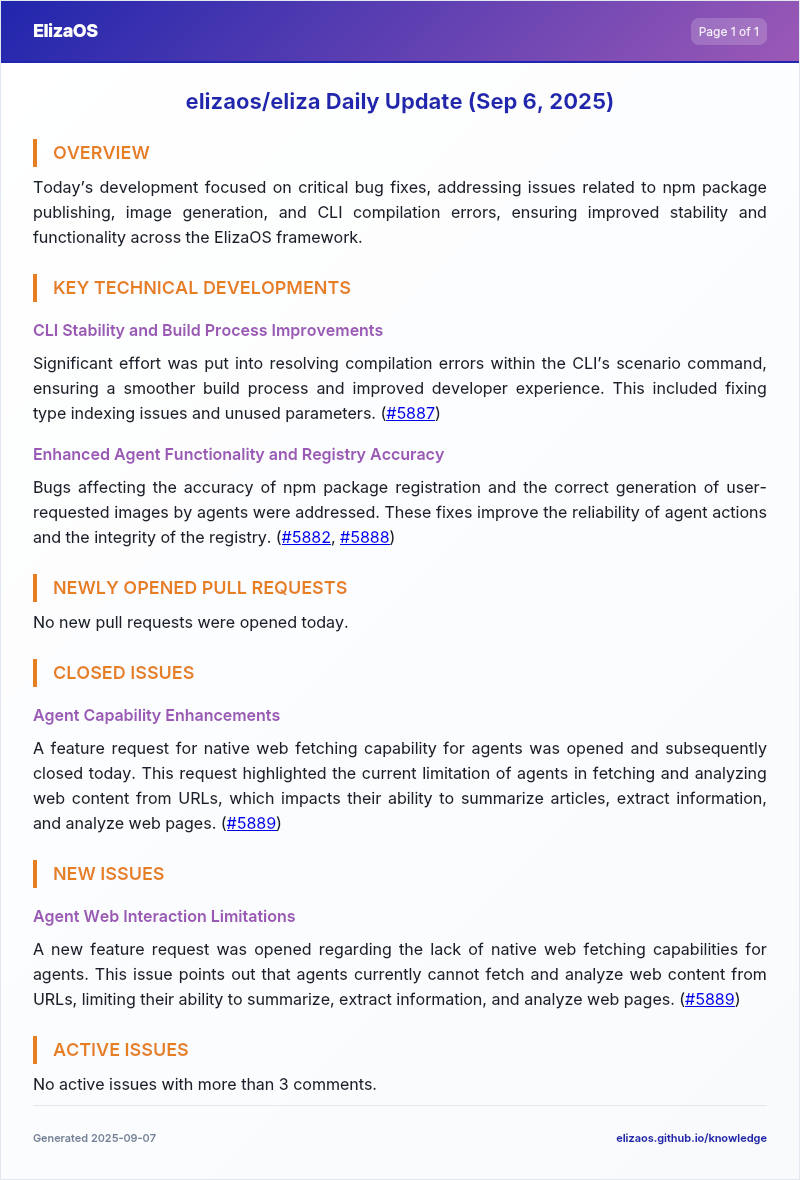 ElizaOS
Page 1 of 1
elizaos/eliza Daily Update (Sep 6, 2025)
OVERVIEW
Today's development focused on critical bug fixes, addressing issues related to npm package
publishing, image generation, and CLI compilation errors, ensuring improved stability and
functionality across the ElizaOS framework.
KEY TECHNICAL DEVELOPMENTS
CLI Stability and Build Process Improvements
Significant effort was put into resolving compilation errors within the CLI's scenario command,
ensuring a smoother build process and improved developer experience. This included fixing
type indexing issues and unused parameters. (#5887)
Enhanced Agent Functionality and Registry Accuracy
Bugs affecting the accuracy of npm package registration and the correct generation of user-
requested images by agents were addressed. These fixes improve the reliability of agent actions
and the integrity of the registry. (#5882, #5888)
NEWLY OPENED PULL REQUESTS
No new pull requests were opened today.
CLOSED ISSUES
Agent Capability Enhancements
A feature request for native web fetching capability for agents was opened and subsequently
closed today. This request highlighted the current limitation of agents in fetching and analyzing
web content from URLs, which impacts their ability to summarize articles, extract information,
and analyze web pages. (#5889)
NEW ISSUES
Agent Web Interaction Limitations
A new feature request was opened regarding the lack of native web fetching capabilities for
agents. This issue points out that agents currently cannot fetch and analyze web content from
URLs, limiting their ability to summarize, extract information, and analyze web pages. (#5889)
ACTIVE ISSUES
No active issues with more than 3 comments.
Generated 2025-09-07
elizaos.github.io/knowledge